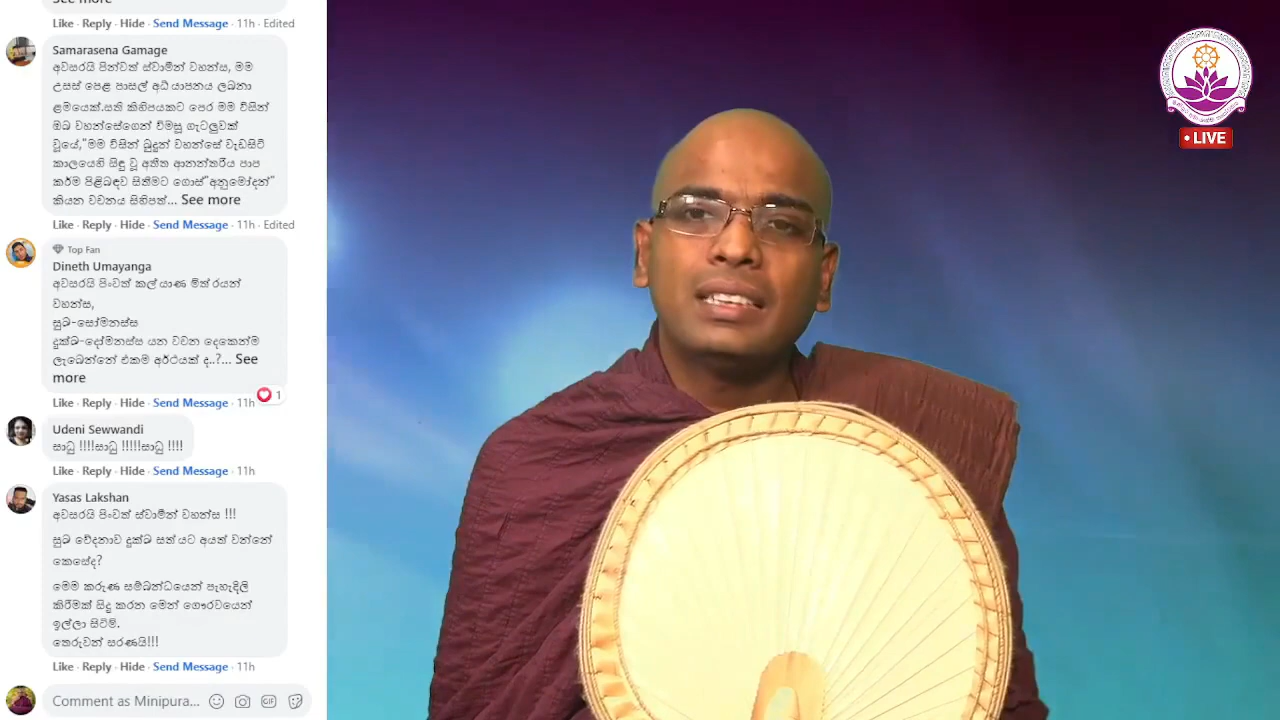 See more
Like · Reply · Hide · Send Message · 11h · Edited
Samarasena Gamage
අවසරයි පින්වත් ස්වාමීන් වහන්ස, මම
උසස් පෙළ පාසල් අධ්‍යාපනය ලබනා
ළමයෙක්.සති කිහිපයකට පෙර මම විසින්
ඔබ වහන්සේගෙන් විමසූ ගැටලුවක්
වූයේ,"මම විසින් බුදුන් වහන්සේ වැඩසිටි
කාලයෙහි සිඳු වූ අතීත ආනන්තරීය පාප
කර්ම පිළිබඳව සිතීමට ගොස්"අනුමෝදන්"
කියන වචනය සිහිපත්... See more
Like · Reply · Hide · Send Message · 11h · Edited
Top Fan
Dineth Umayanga
අවසරයි පිංවත් කල්‍යාණ මිත්‍රයන්
වහන්ස,
සුඛ-සෝමනස්ස
දුක්ඛ-දෝමනස්ස යන වචන දෙකෙන්ම
ලැබෙන්නේ එකම අර්ථයක් ද..?... See
more
Like · Reply · Hide · Send Message · 11h
1
Udeni Sewwandi
සාධු !!!!සාධු !!!!!සාධු !!!!
Like · Reply · Hide · Send Message · 11h
Yasas Lakshan
අවසරයි පිංවත් ස්වාමීන් වහන්ස !!!
සුඛ වේදනාව දුක්ඛ සත්‍යයට අයත් වන්නේ
කෙසේද?
මෙම කරුණ සම්බන්ධයෙන් පැහැදිලි
කිරීමක් සිදු කරන මෙන් ගෞරවයෙන්
ඉල්ලා සිටිමි.
තෙරුවන් සරණයි!!!
Like · Reply · Hide · Send Message · 11h
Comment as Minipura...
GIF
LIVE